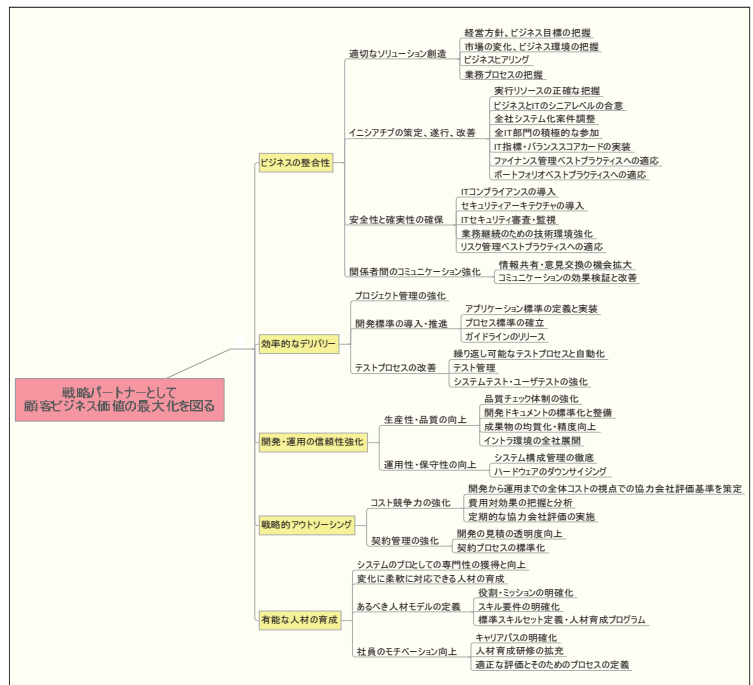 戦略パートナーとして
顧客ビジネス価値の最大化を図る
ビジネスの整合性
適切なソリューション創造
経営方針、ビジネス目標の把握
市場の変化、ビジネス環境の把握
ビジネスヒアリング
業務プロセスの把握
イニシアチブの策定、遂行、改善
実行リソースの正確な把握
ビジネスとITのシニアレベルの合意
全社システム化案件調整
全IT部門の積極的な参加
IT指標・バランススコアカードの実装
ファイナンス管理ベストプラクティスへの適応
ポートフォリオベストプラクティスへの適応
安全性と確実性の確保
ITコンプライアンスの導入
セキュリティアーキテクチャの導入
ITセキュリティ審査・監視
業務継続のための技術環境強化
リスク管理ベストプラクティスへの適応
関係者間のコミュニケーション強化
情報共有・意見交換の機会拡大
コミュニケーションの効果検証と改善
効率的なデリバリー
プロジェクト管理の強化
開発標準の導入・推進
アプリケーション標準の定義と実装
プロセス標準の確立
ガイドラインのリリース
テストプロセスの改善
繰り返し可能なテストプロセスと自動化
テスト管理
システムテスト・ユーザテストの強化
開発・運用の信頼性強化
生産性・品質の向上
品質チェック体制の強化
開発ドキュメントの標準化と整備
成果物の均質化・精度向上
イントラ環境の全社展開
運用性・保守性の向上
システム構成管理の徹底
ハードウェアのダウンサイジング
戦略的アウトソーシング
コスト競争力の強化
開発から運用までの全体コストの視点での協力会社評価基準を策定
費用対効果の把握と分析
定期的な協力会社評価の実施
契約管理の強化
開発の見積の透明度向上
契約プロセスの標準化
有能な人材の育成
システムのプロとしての専門性の獲得と向上
変化に柔軟に対応できる人材の育成
あるべき人材モデルの定義
役割・ミッションの明確化
スキル要件の明確化
標準スキルセット定義・人材育成プログラム
社員のモチベーション向上
キャリアパスの明確化
人材育成研修の拡充
適正な評価とそのためのプロセスの定義